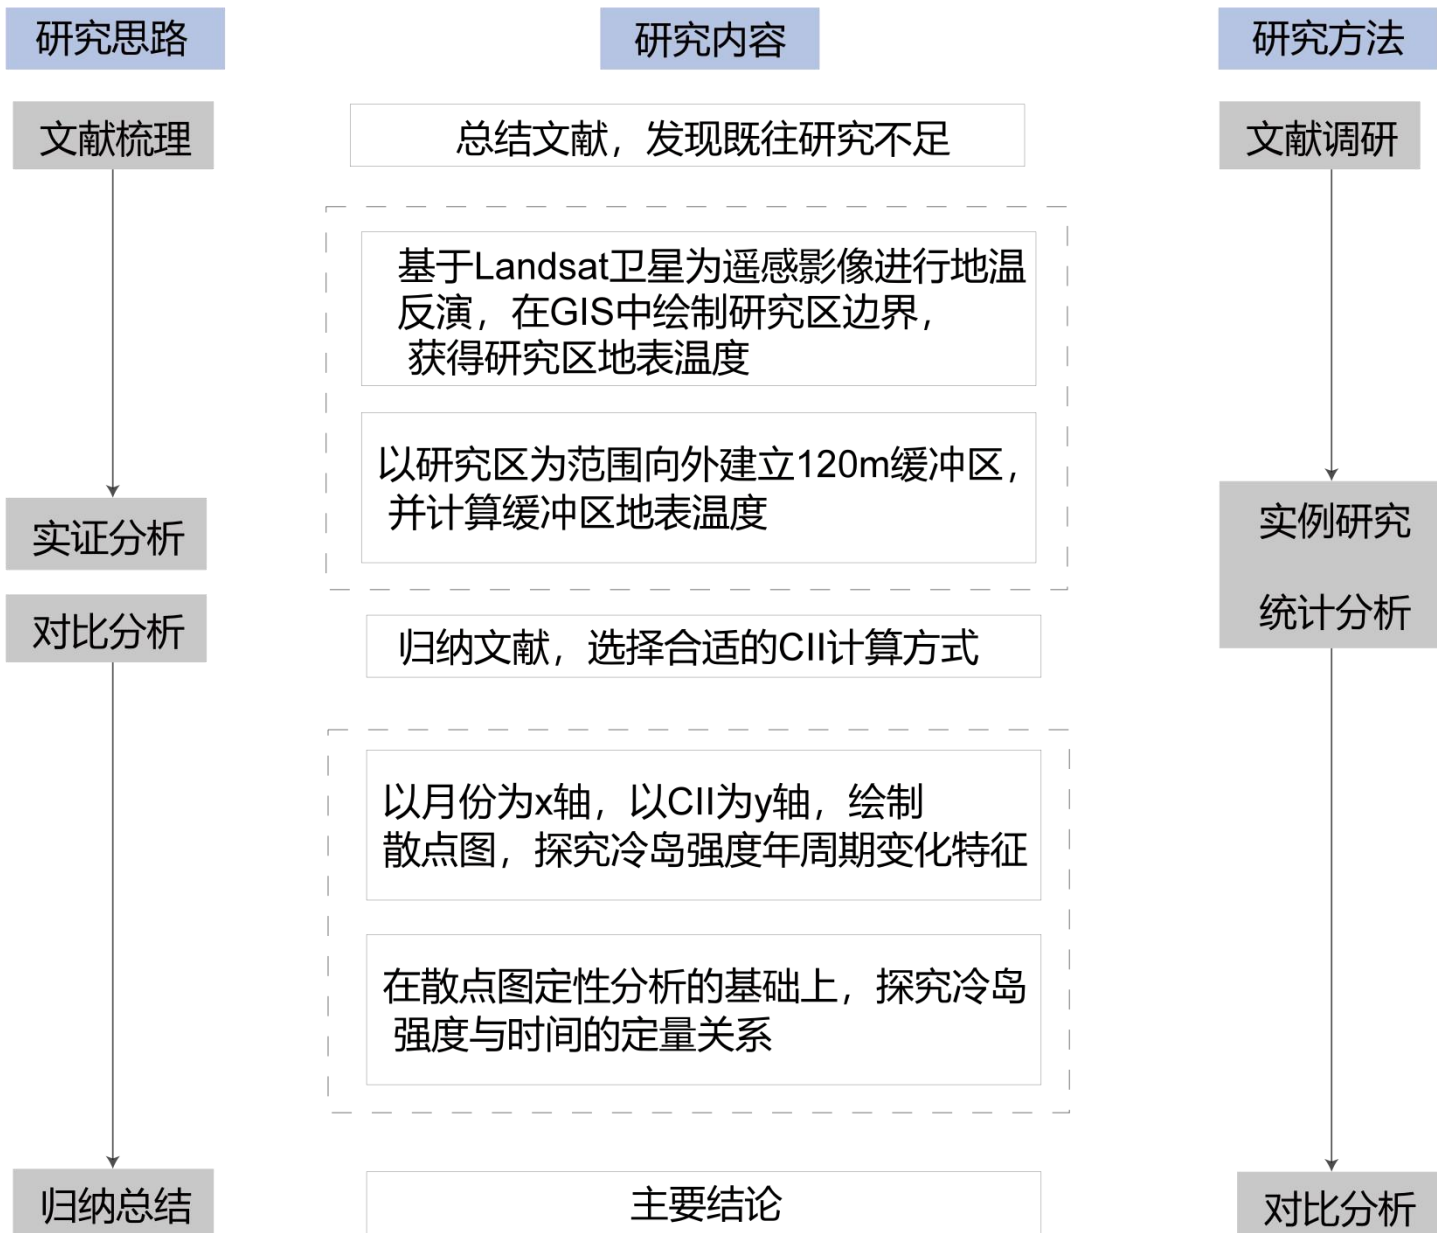 研究思路
研究内容
研究方法
文献梳理
总结文献，发现既往研究不足
文献调研
基于Landsat卫星为遥感影像进行地温
反演，在GIS中绘制研究区边界，
获得研究区地表温度
以研究区为范围向外建立120m缓冲区，
并计算缓冲区地表温度
实证分析
实例研究
对比分析
统计分析
归纳文献，选择合适的CII计算方式
以月份为x轴，以CII为y轴，绘制
散点图，探究冷岛强度年周期变化特征
在散点图定性分析的基础上，探究冷岛
强度与时间的定量关系
归纳总结
主要结论
对比分析